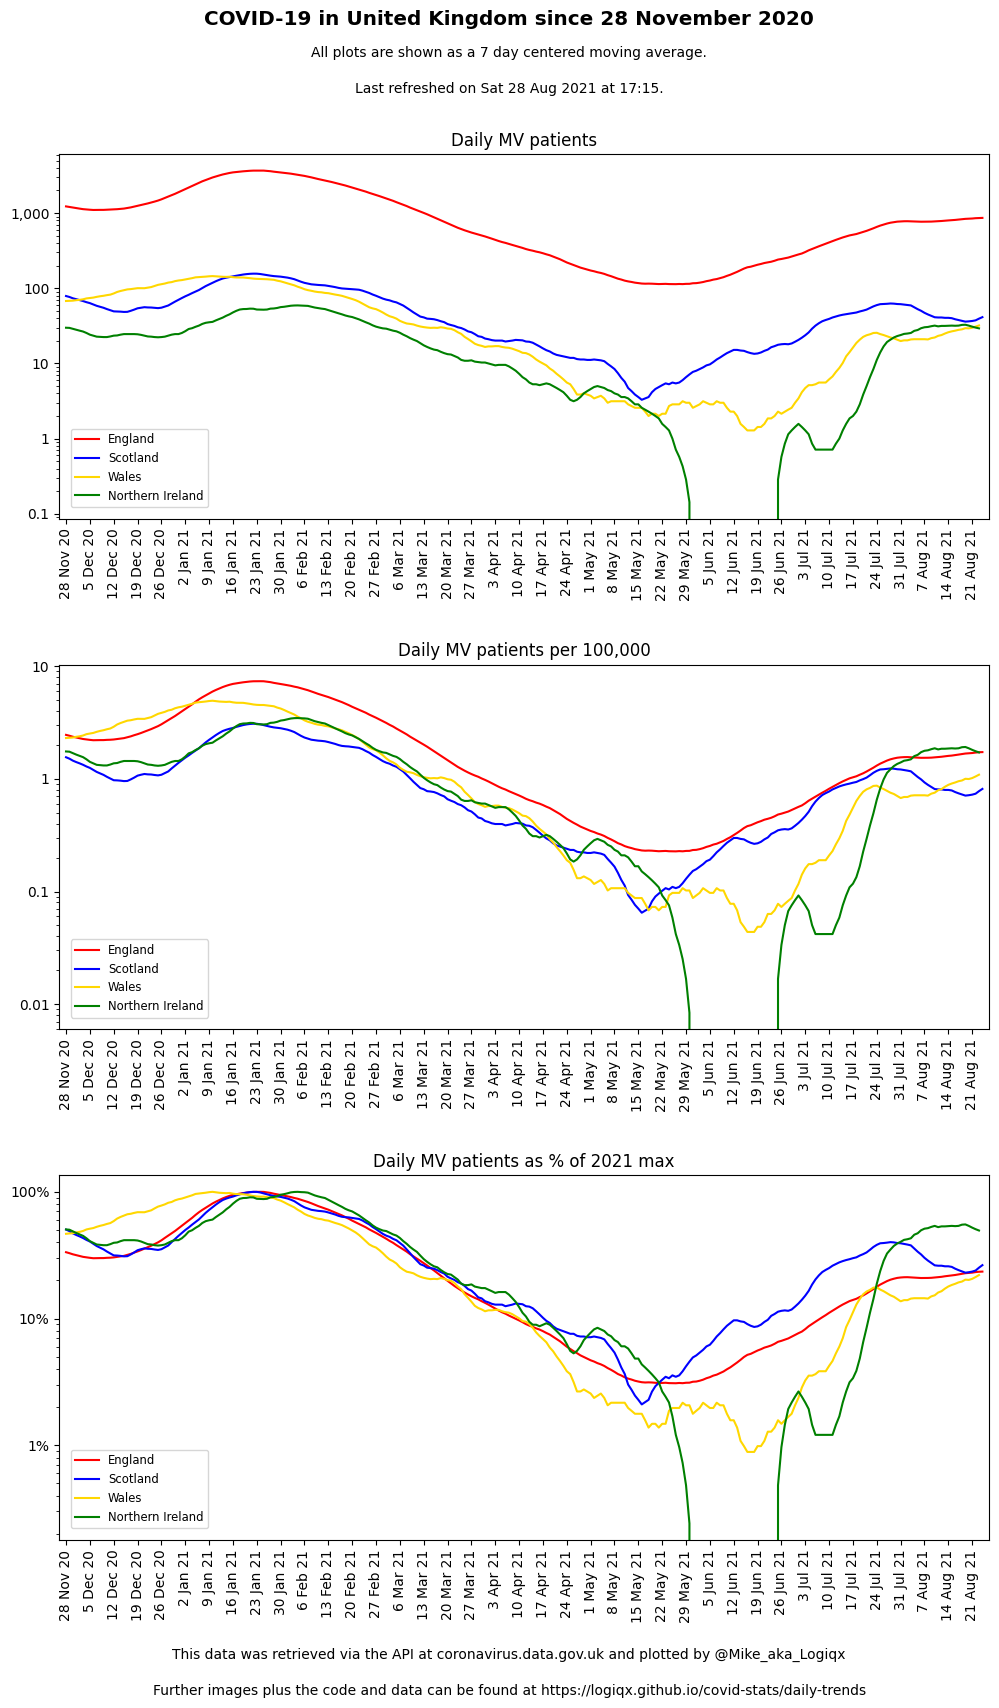 COVID-19 in United Kingdom since 28 November 2020
All plots are shown as a 7 day centered moving average.
Last refreshed on Sat 28 Aug 2021 at 17:15.
Daily MV patients
1,000
100
10
1
0.1
England
Scotland
Wales
Northern Ireland
28 Nov 20
5 Dec 20
12 Dec 20
19 Dec 20
26 Dec 20
2 Jan 21
9 Jan 21
16 Jan 21
23 Jan 21
30 Jan 21
6 Feb 21
13 Feb 21
20 Feb 21
27 Feb 21
6 Mar 21
13 Mar 21
20 Mar 21
27 Mar 21
3 Apr 21
10 Apr 21
17 Apr 21
24 Apr 21
1 May 21
8 May 21
15 May 21
22 May 21
29 May 21
5 Jun 21
12 Jun 21
19 Jun 21
26 Jun 21
3 Jul 21
10 Jul 21
17 Jul 21
24 Jul 21
31 Jul 21
7 Aug 21
14 Aug 21
21 Aug 21
Daily MV patients per 100,000
10
1
0.1
0.01
England
Scotland
Wales
Northern Ireland
28 Nov 20
5 Dec 20
12 Dec 20
19 Dec 20
26 Dec 20
2 Jan 21
9 Jan 21
16 Jan 21
23 Jan 21
30 Jan 21
6 Feb 21
13 Feb 21
20 Feb 21
27 Feb 21
6 Mar 21
13 Mar 21
20 Mar 21
27 Mar 21
3 Apr 21
10 Apr 21
17 Apr 21
24 Apr 21
1 May 21
8 May 21
15 May 21
22 May 21
29 May 21
5 Jun 21
12 Jun 21
19 Jun 21
26 Jun 21
3 Jul 21
10 Jul 21
17 Jul 21
24 Jul 21
31 Jul 21
7 Aug 21
14 Aug 21
21 Aug 21
Daily MV patients as % of 2021 max
100%
10%
1%
England
Scotland
Wales
Northern Ireland
28 Nov 20
5 Dec 20
12 Dec 20
19 Dec 20
26 Dec 20
2 Jan 21
9 Jan 21
16 Jan 21
23 Jan 21
30 Jan 21
6 Feb 21
13 Feb 21
20 Feb 21
27 Feb 21
6 Mar 21
13 Mar 21
20 Mar 21
27 Mar 21
3 Apr 21
10 Apr 21
17 Apr 21
24 Apr 21
1 May 21
8 May 21
15 May 21
22 May 21
29 May 21
5 Jun 21
12 Jun 21
19 Jun 21
26 Jun 21
3 Jul 21
10 Jul 21
17 Jul 21
24 Jul 21
31 Jul 21
7 Aug 21
14 Aug 21
21 Aug 21
This data was retrieved via the API at coronavirus.data.gov.uk and plotted by @Mike_aka_Logiqx
Further images plus the code and data can be found at https://logiqx.github.io/covid-stats/daily-trends